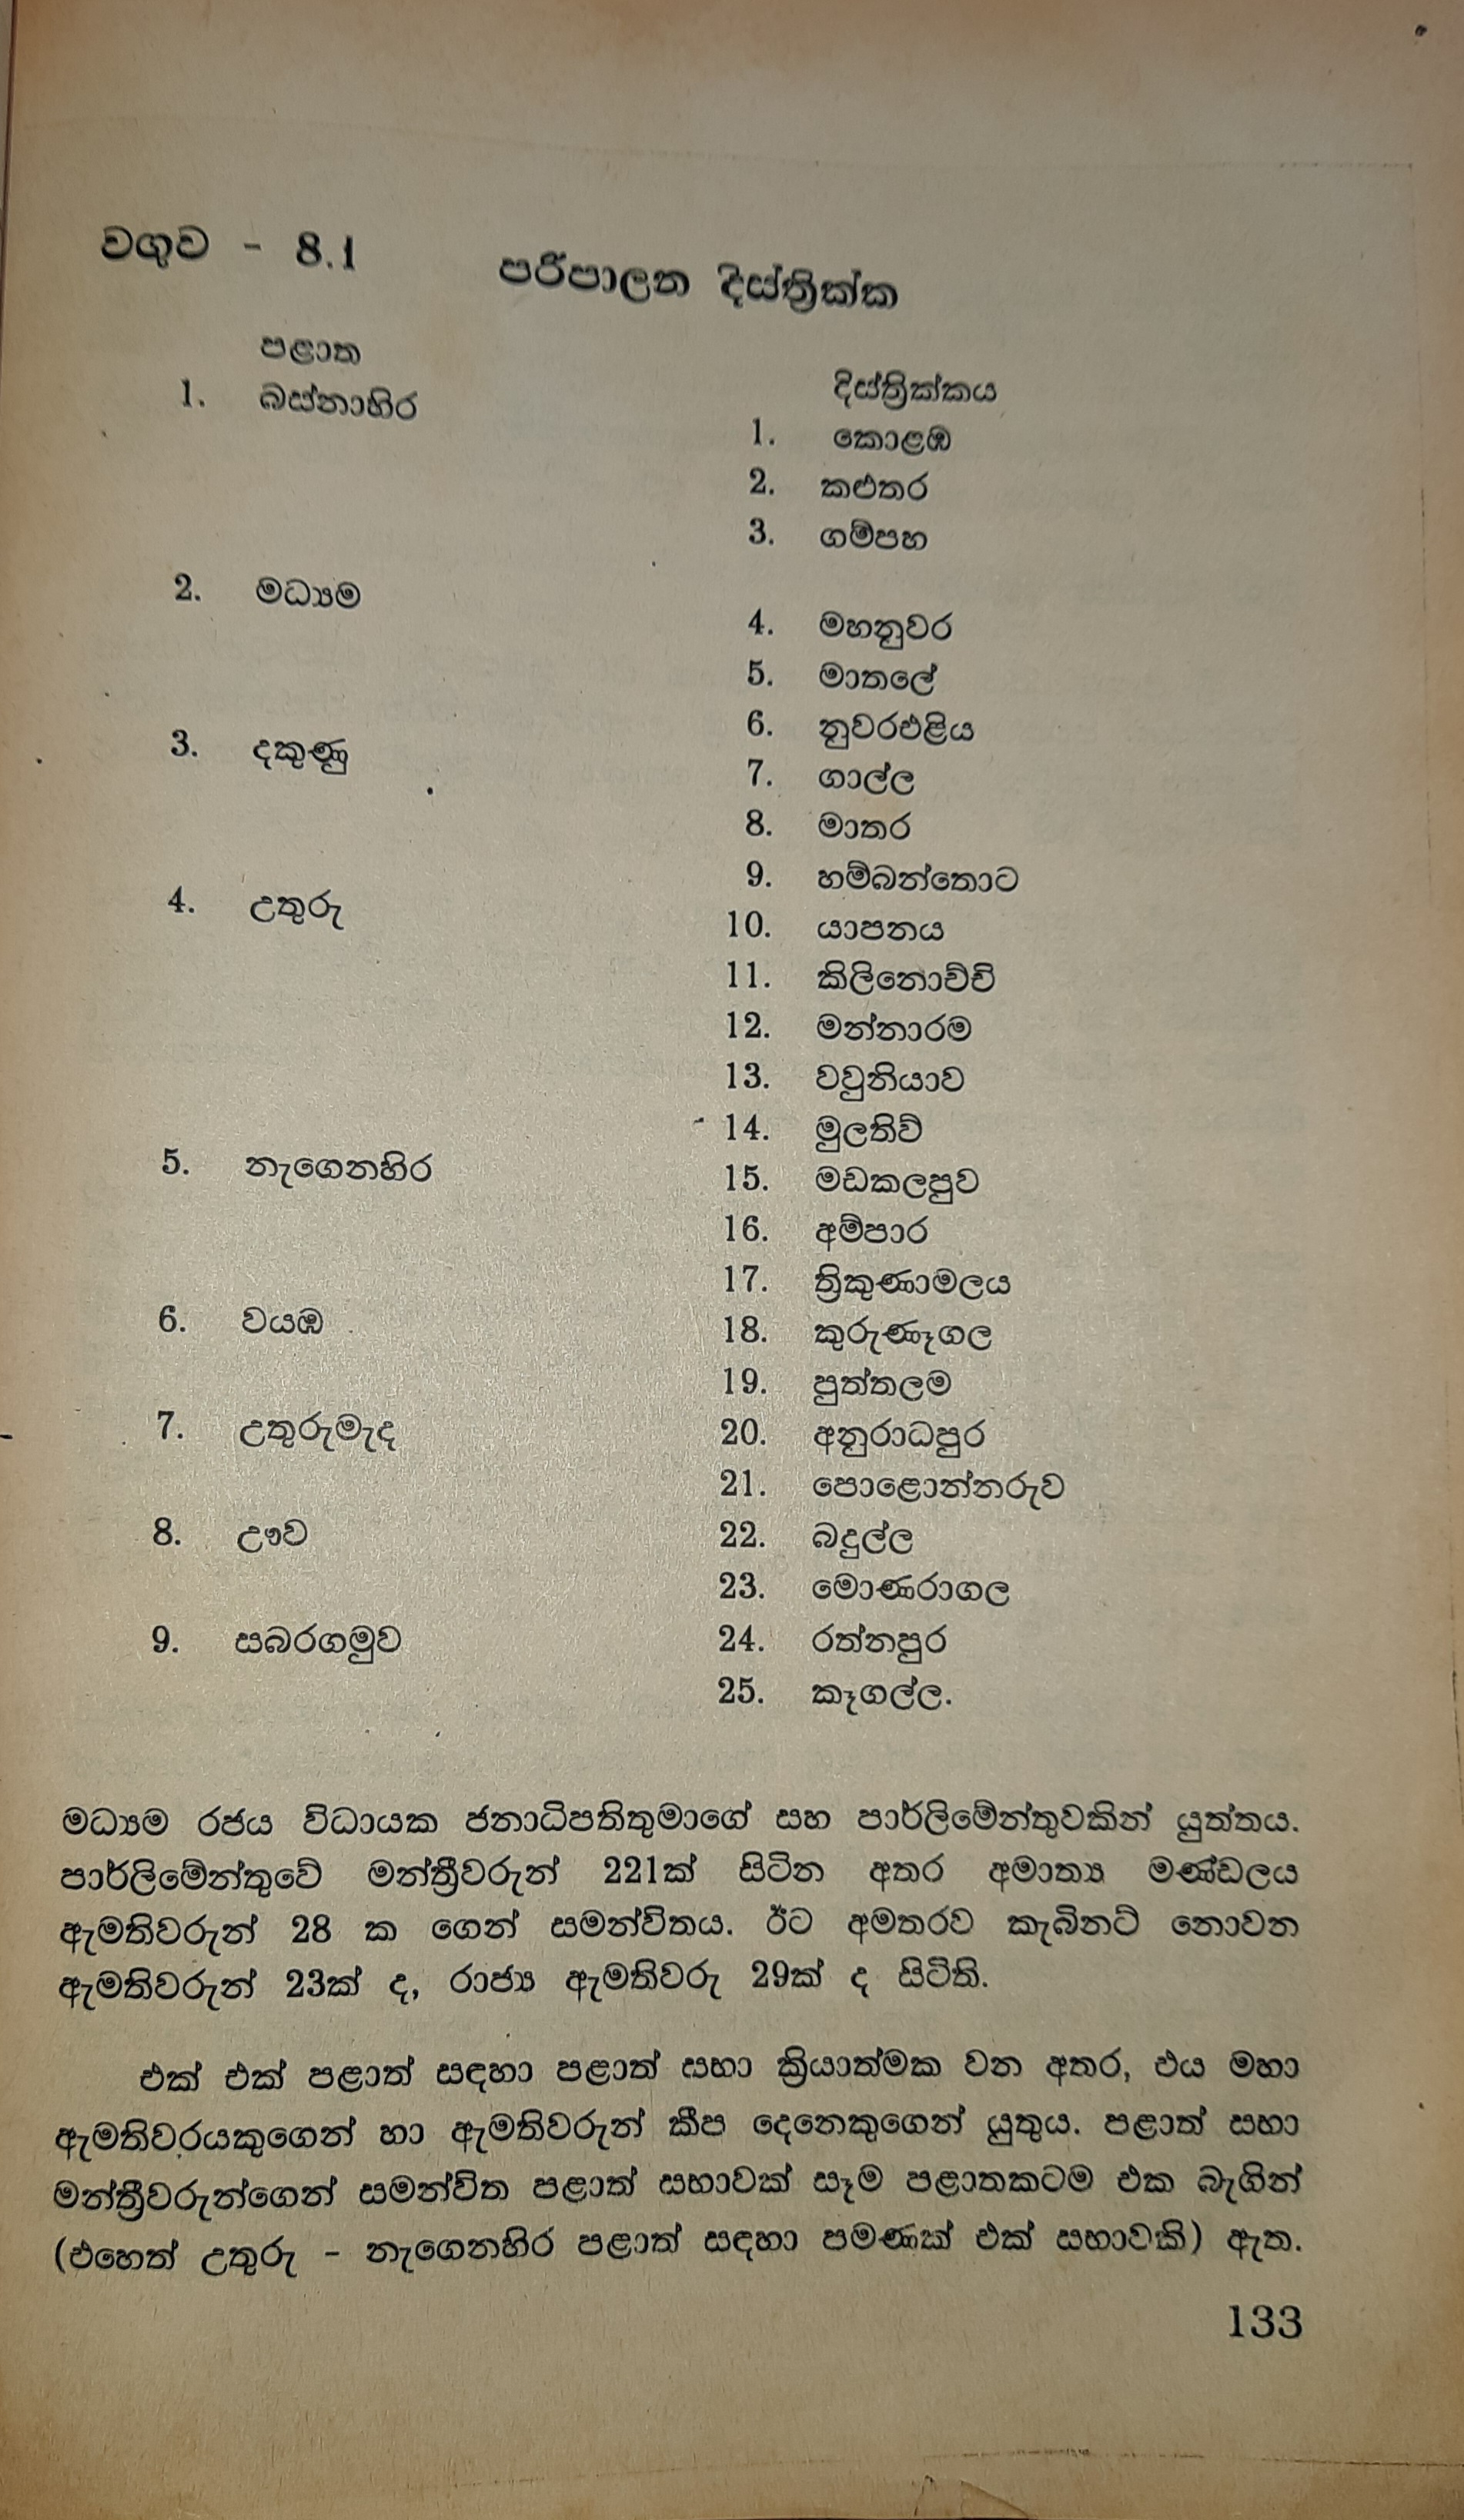 වගුව - 8.1 පරිපාලන දිස්ත්‍රික්ක
පළාත
දිස්ත්‍රික්කය
1. බස්නාහිර
1. කොළඹ
2. කළුතර
3. ගම්පහ
2. මධ්‍යම
4. මහනුවර
5. මාතලේ
6. නුවරඑළිය
3. දකුණු
7. ගාල්ල
8. මාතර
9. හම්බන්තොට
4. උතුරු
10. යාපනය
11. කිලිනොච්චි
12. මන්නාරම
13. වවුනියාව
14. මුලතිව්
5. නැගෙනහිර
15. මඩකලපුව
16. අම්පාර
17. ත්‍රිකුණාමලය
6. වයඹ
18. කුරුණෑගල
19. පුත්තලම
7. උතුරුමැද
20. අනුරාධපුර
21. පොළොන්නරුව
8. ඌව
22. බදුල්ල
23. මොණරාගල
9. සබරගමුව
24. රත්නපුර
25. කෑගල්ල.
මධ්‍යම රජය විධායක ජනාධිපතිතුමාගේ සහ පාර්ලිමේන්තුවකින් යුත්තය.
පාර්ලිමේන්තුවේ මන්ත්‍රීවරුන් 221ක් සිටින අතර අමාත්‍ය මණ්ඩලය
ඇමතිවරුන් 28 ක ගෙන් සමන්විතය. ඊට අමතරව කැබිනට් නොවන
ඇමතිවරුන් 23ක් ද, රාජ්‍ය ඇමතිවරු 29ක් ද සිටිති.
එක් එක් පළාත් සඳහා පළාත් සභා ක්‍රියාත්මක වන අතර, එය මහා
ඇමතිවරයකුගෙන් හා ඇමතිවරුන් කීප දෙනෙකුගෙන් යුතුය. පළාත් සභා
මන්ත්‍රීවරුන්ගෙන් සමන්විත පළාත් සභාවක් සෑම පළාතකටම එක බැගින්
(එහෙත් උතුරු - නැගෙනහිර පළාත් සඳහා පමණක් එක් සභාවකි) ඇත.
133